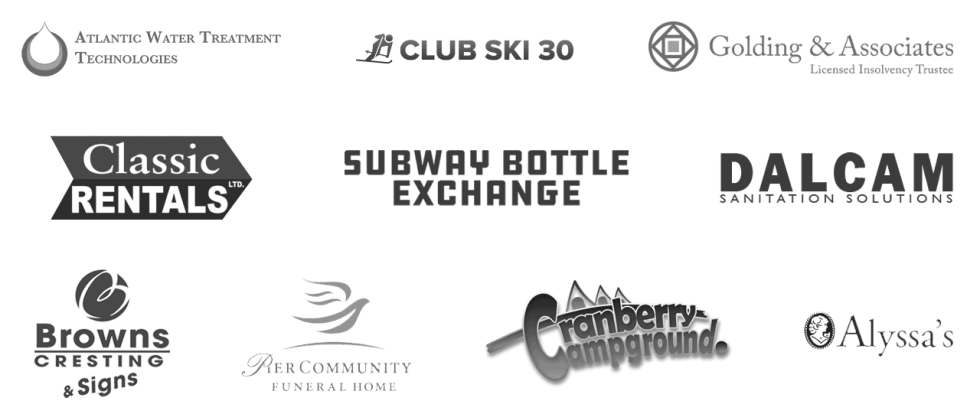 ATLANTIC WATER TREATMENT
TECHNOLOGIES
CLUB SKI 30
Golding & Associates
Licensed Insolvency Trustee
Classic
RENTALS LTD.
SUBWAY BOTTLE
EXCHANGE
DALCAM
SANITATION SOLUTIONS
Browns
CRESTING
& Signs
PIER COMMUNITY
FUNERAL HOME
Cranberry
Campground.
Alyssa's